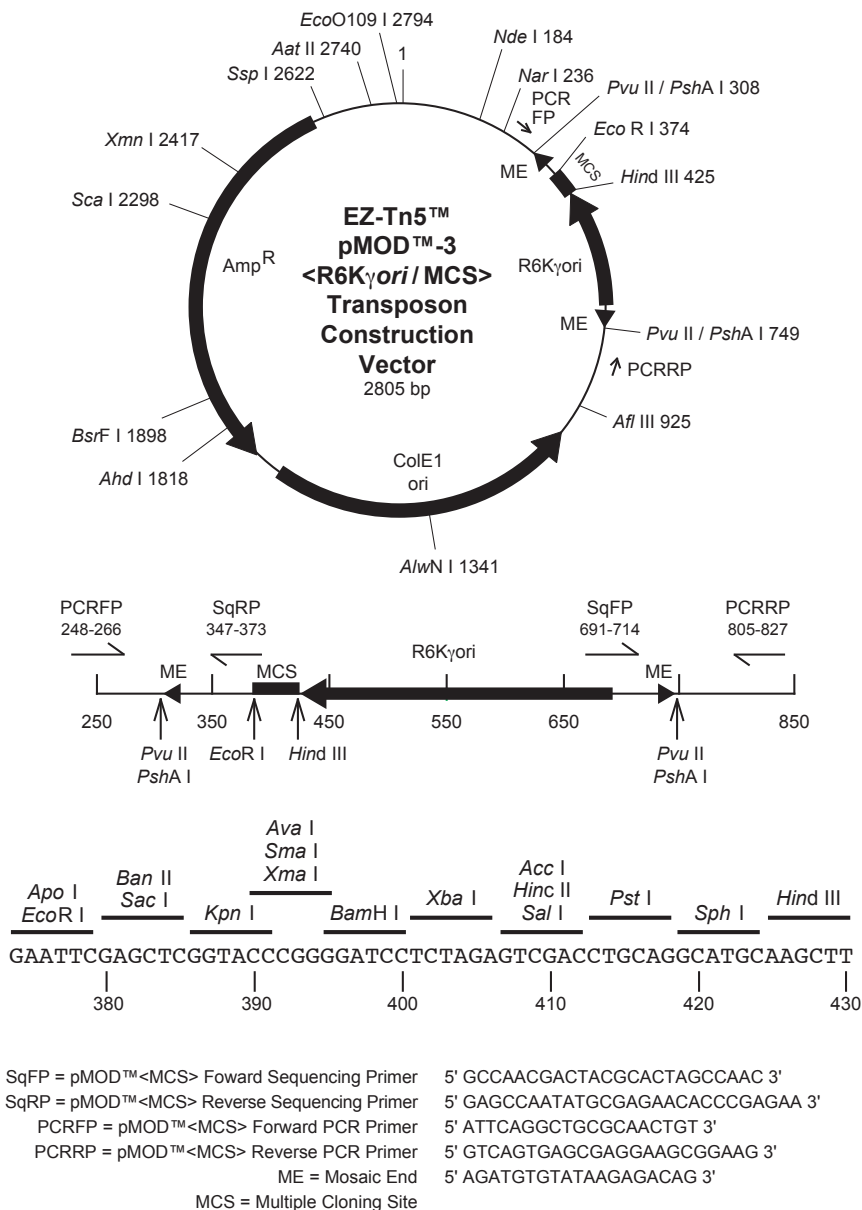 EcoO109 I 2794
Aat II 2740
Ssp I 2622
1
Nde I 184
Nar I 236
PCR
FP
Pvu II / PshA I 308
Eco R I 374
ME
MCS
Hind III 425
Xmn I 2417
Sca I 2298
AmpR
EZ-Tn5™
pMOD™-3
<R6Kγori / MCS>
Transposon
Construction
Vector
2805 bp
R6Kγori
ME
Pvu II / PshA I 749
PCRRP
Afl III 925
BsrF I 1898
Ahd I 1818
ColE1
ori
AlwN I 1341
PCRFP
248-266
SqRP
347-373
SqFP
691-714
PCRRP
805-827
ME
MCS
R6Kγori
ME
250 350 450 550 650 850
Pvu II
PshA I
EcoR I
Hind III
Pvu II
PshA I
Apo I
EcoR I
Ban II
Sac I
Kpn I
Ava I
Sma I
Xma I
BamH I
Xba I
Acc I
Hinc II
Sal I
Pst I
Sph I
Hind III
GAATTCGAGCTCGGTACCCGGGGATCCTCTAGAGTCGACCTGCAGGCATGCAAGCTT
380 390 400 410 420 430
SqFP = pMOD™<MCS> Foward Sequencing Primer 5' GCCAACGACTACGCACTAGCCAAC 3'
SqRP = pMOD™<MCS> Reverse Sequencing Primer 5' GAGCCAATATGCGAGAACACCCGAGAA 3'
PCRFP = pMOD™<MCS> Forward PCR Primer 5' ATTCAGGCTGCGCAACTGT 3'
PCRRP = pMOD™<MCS> Reverse PCR Primer 5' GTCAGTGAGCGAGGAAGCGGAAG 3'
ME = Mosaic End 5' AGATGTGTATAAGAGACAG 3'
MCS = Multiple Cloning Site